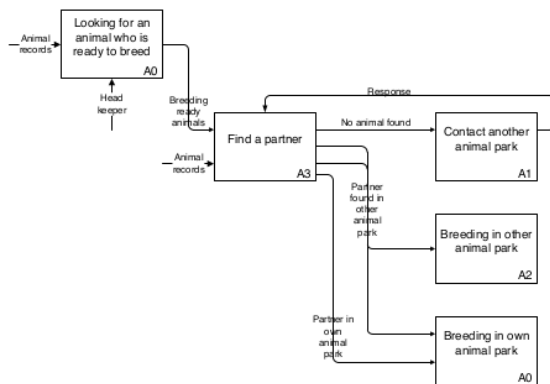 Animal
records
Looking for an
animal who is
ready to breed
A0
Head
keeper
Breeding
ready
animals
Response
Find a partner
A3
Animal
records
No animal found
Contact another
animal park
A1
Partner
found in
other
animal
park
Breeding in other
animal park
A2
Partner in
own
animal
park
Breeding in own
animal park
A0